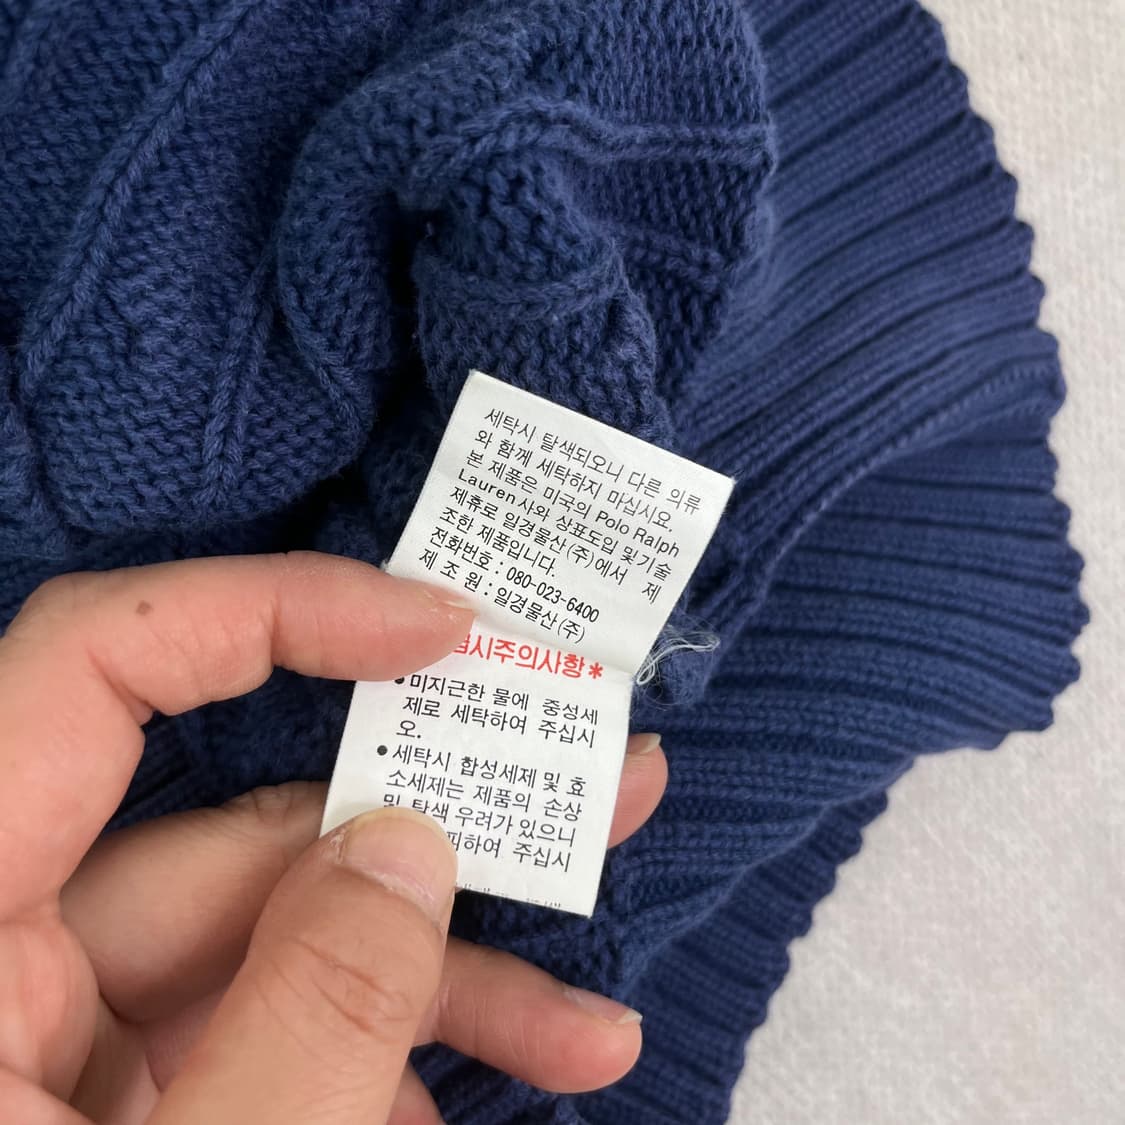 세탁시 탈색되오니 다른 의류
와 함께 세탁하지 마십시요.
본 제품은 미국의 Polo Ralph
Lauren사와 상표도입 및 기술
제휴로 일경물산(주)에서 제
조한 제품입니다.
전화번호 : 080-023-6400
제 조 원 : 일경물산(주)
시주의사항*
●미지근한 물에 중성세
제로 세탁하여 주십시
오.
●세탁시 합성세제 및 효
소세제는 제품의 손상
및 탈색 우려가 있으니
피하여 주십시